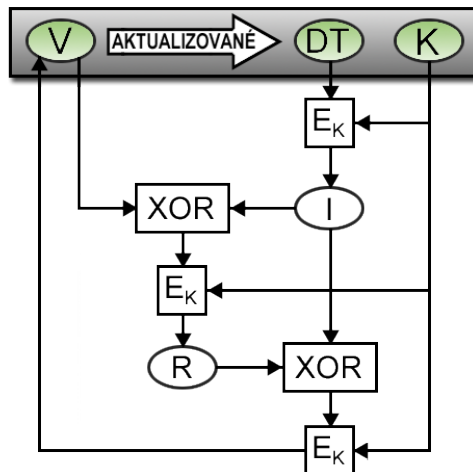 V AKTUALIZOVANÉ DT K
EK
XOR I
EK
R XOR
EK